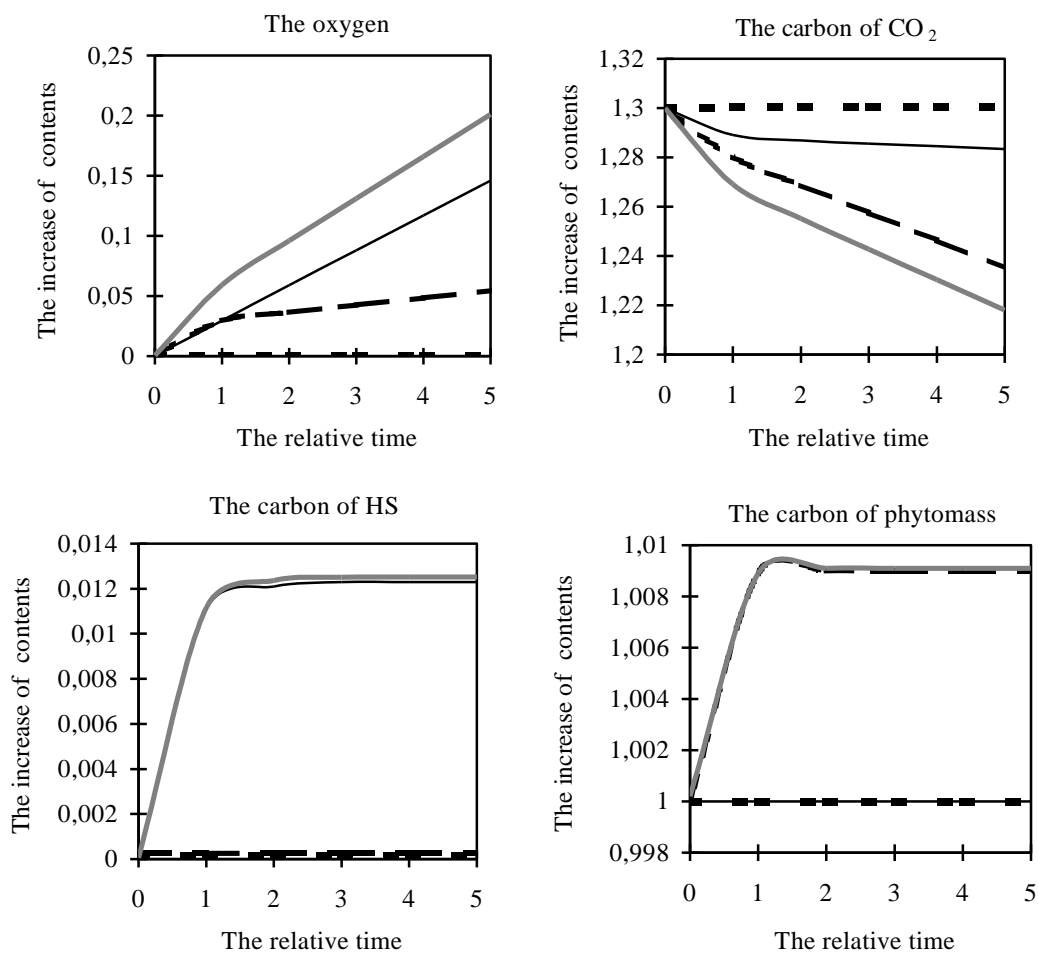 The oxygen
The increase of contents
0,25
0,2
0,15
0,1
0,05
0
0 1 2 3 4 5
The relative time
The carbon of CO 2
The increase of contents
1,32
1,3
1,28
1,26
1,24
1,22
1,2
0 1 2 3 4 5
The relative time
The carbon of HS
The increase of contents
0,014
0,012
0,01
0,008
0,006
0,004
0,002
0
0 1 2 3 4 5
The relative time
The carbon of phytomass
The increase of contents
1,01
1,008
1,006
1,004
1,002
1
0,998
0 1 2 3 4 5
The relative time